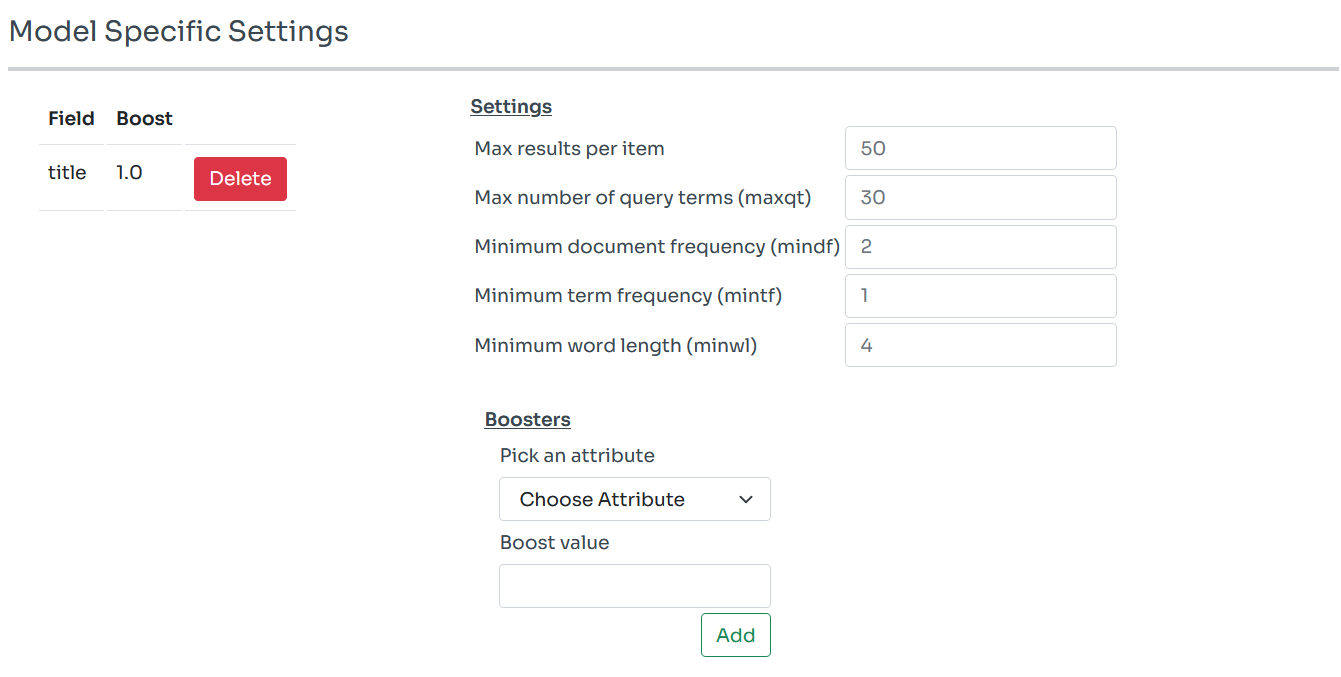 Model Specific Settings
Field Boost
title 1.0 Delete
Settings
Max results per item 50
Max number of query terms (maxqt) 30
Minimum document frequency (mindf) 2
Minimum term frequency (mintf) 1
Minimum word length (minwl) 4
Boosters
Pick an attribute
Choose Attribute
Boost value
Add